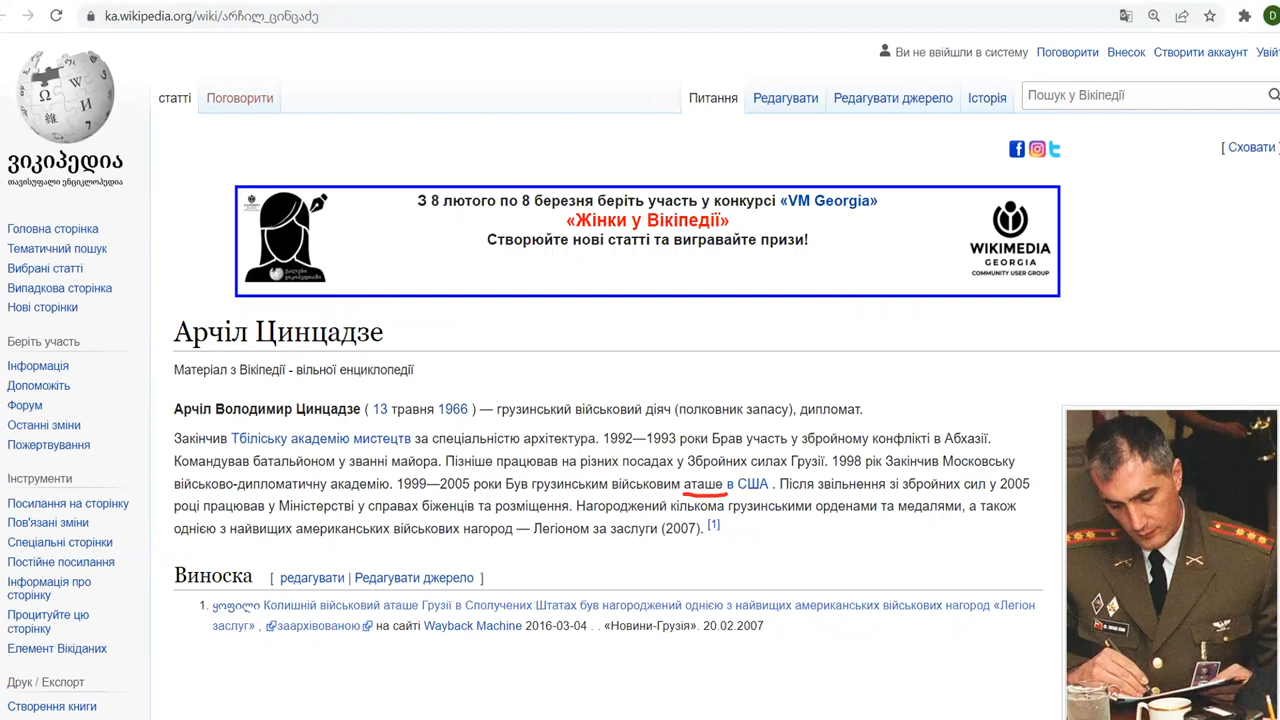 ka.wikipedia.org/wiki/არჩილ_ცინცაძე
Ви не ввійшли в систему Поговорити Внесок Створити аккаунт Увій
статті Поговорити Питання Редагувати Редагувати джерело Історія Пошук у Вікіпедії
ვიკიპედია
თავისუფალი ენციკლოპედია
[ Сховати ]
З 8 лютого по 8 березня беріть участь у конкурсі «VM Georgia»
«Жінки у Вікіпедії»
Створюйте нові статті та вигравайте призи!
WIKIMEDIA
GEORGIA
COMMUNITY USER GROUP
Головна сторінка
Тематичний пошук
Вибрані статті
Випадкова сторінка
Нові сторінки
Беріть участь
Інформація
Допоможіть
Форум
Останні зміни
Пожертвування
Інструменти
Посилання на сторінку
Пов'язані зміни
Спеціальні сторінки
Постійне посилання
Інформація про
сторінку
Процитуйте цю
сторінку
Елемент Вікіданих
Друк / Експорт
Створення книги
Арчіл Цинцадзе
Матеріал з Вікіпедії - вільної енциклопедії
Арчіл Володимир Цинцадзе ( 13 травня 1966 ) — грузинський військовий діяч (полковник запасу), дипломат.
Закінчив Тбіліську академію мистецтв за спеціальністю архітектура. 1992—1993 роки Брав участь у збройному конфлікті в Абхазії.
Командував батальйоном у званні майора. Пізніше працював на різних посадах у Збройних силах Грузії. 1998 рік Закінчив Московську
військово-дипломатичну академію. 1999—2005 роки Був грузинським військовим аташе в США . Після звільнення зі збройних сил у 2005
році працював у Міністерстві у справах біженців та розміщення. Нагороджений кількома грузинськими орденами та медалями, а також
однією з найвищих американських військових нагород — Легіоном за заслуги (2007). [1]
Виноска [ редагувати | Редагувати джерело ]
1. ყოფილი Колишній військовий аташе Грузії в Сполучених Штатах був нагороджений однією з найвищих американських військових нагород «Легіон
заслуг» , заархівованою на сайті Wayback Machine 2016-03-04 . . «Новини-Грузія». 20.02.2007